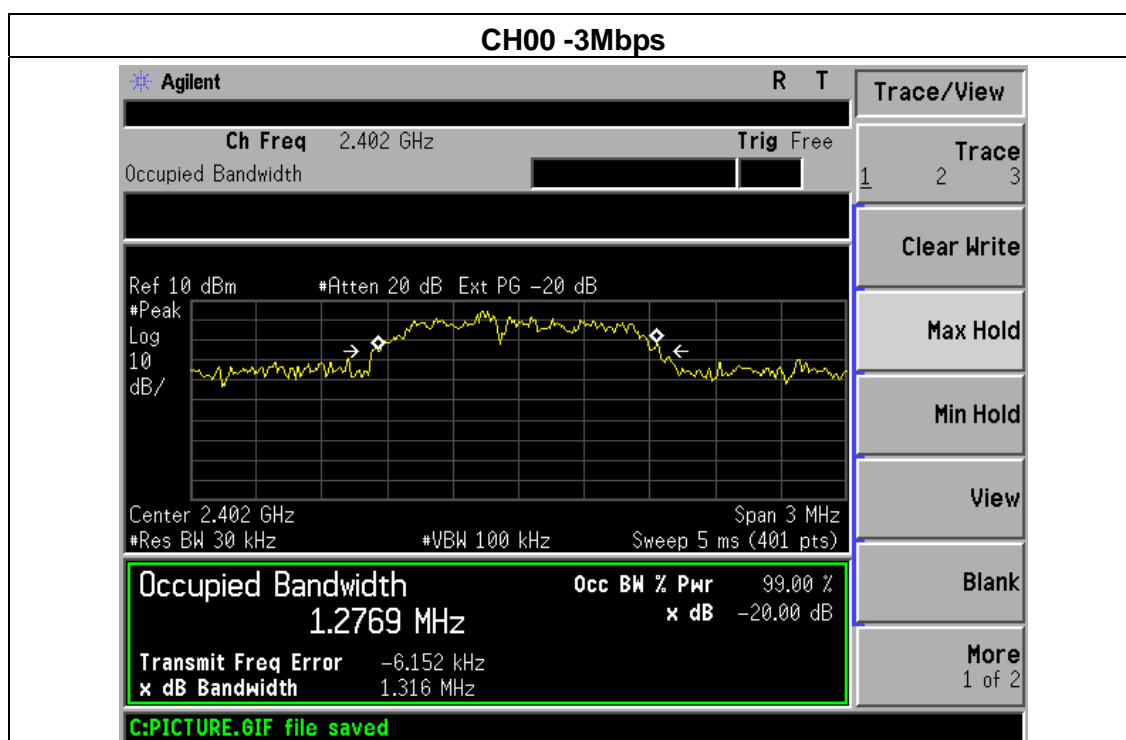 CH00 -3Mbps
Agilent R T
Trace/View
Ch Freq 2.402 GHz Trig Free
Occupied Bandwidth
Trace
1 2 3
Clear Write
Ref 10 dBm #Atten 20 dB Ext PG -20 dB
#Peak
Log
10
dB/
Max Hold
Min Hold
View
Center 2.402 GHz Span 3 MHz
#Res BW 30 kHz #VBW 100 kHz Sweep 5 ms (401 pts)
Occupied Bandwidth Occ BW % Pwr 99.00 %
1.2769 MHz x dB -20.00 dB
Blank
Transmit Freq Error -6.152 kHz
x dB Bandwidth 1.316 MHz
More
1 of 2
C:PICTURE.GIF file saved